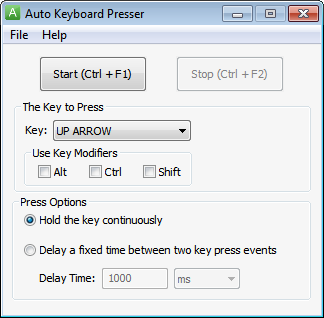 A Auto Keyboard Presser
File Help
Start (Ctrl + F1) Stop (Ctrl + F2)
The Key to Press
Key: UP ARROW
Use Key Modifiers
Alt Ctrl Shift
Press Options
Hold the key continuously
Delay a fixed time between two key press events
Delay Time: 1000 ms